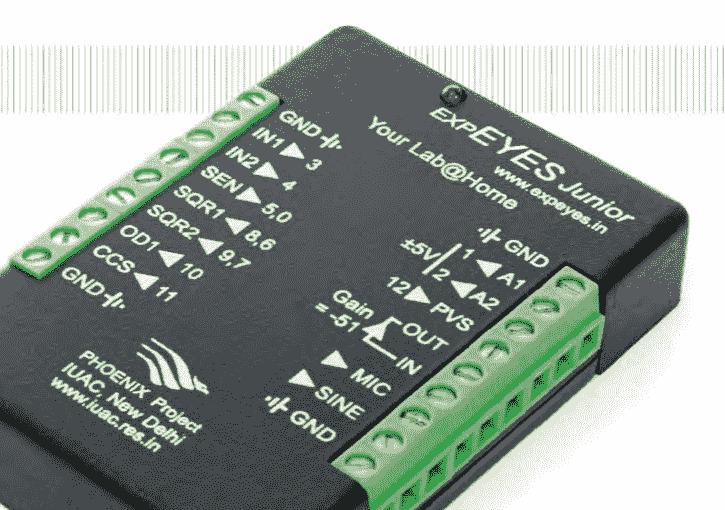 EXPEYES Junior
www.expeyes.in
Your Lab@Home
GND
IN1 3
IN2 4
SEN 5,0
SQR1 8,6
SQR2 9,7
OD1 10
CCS 11
GND
GND
±5V 1 A1
2 A2
12 PVS
Gain = -51 OUT
IN
MIC
SINE
GND
PHOENIX Project
IUAC, New Delhi
www.iuac.res.in